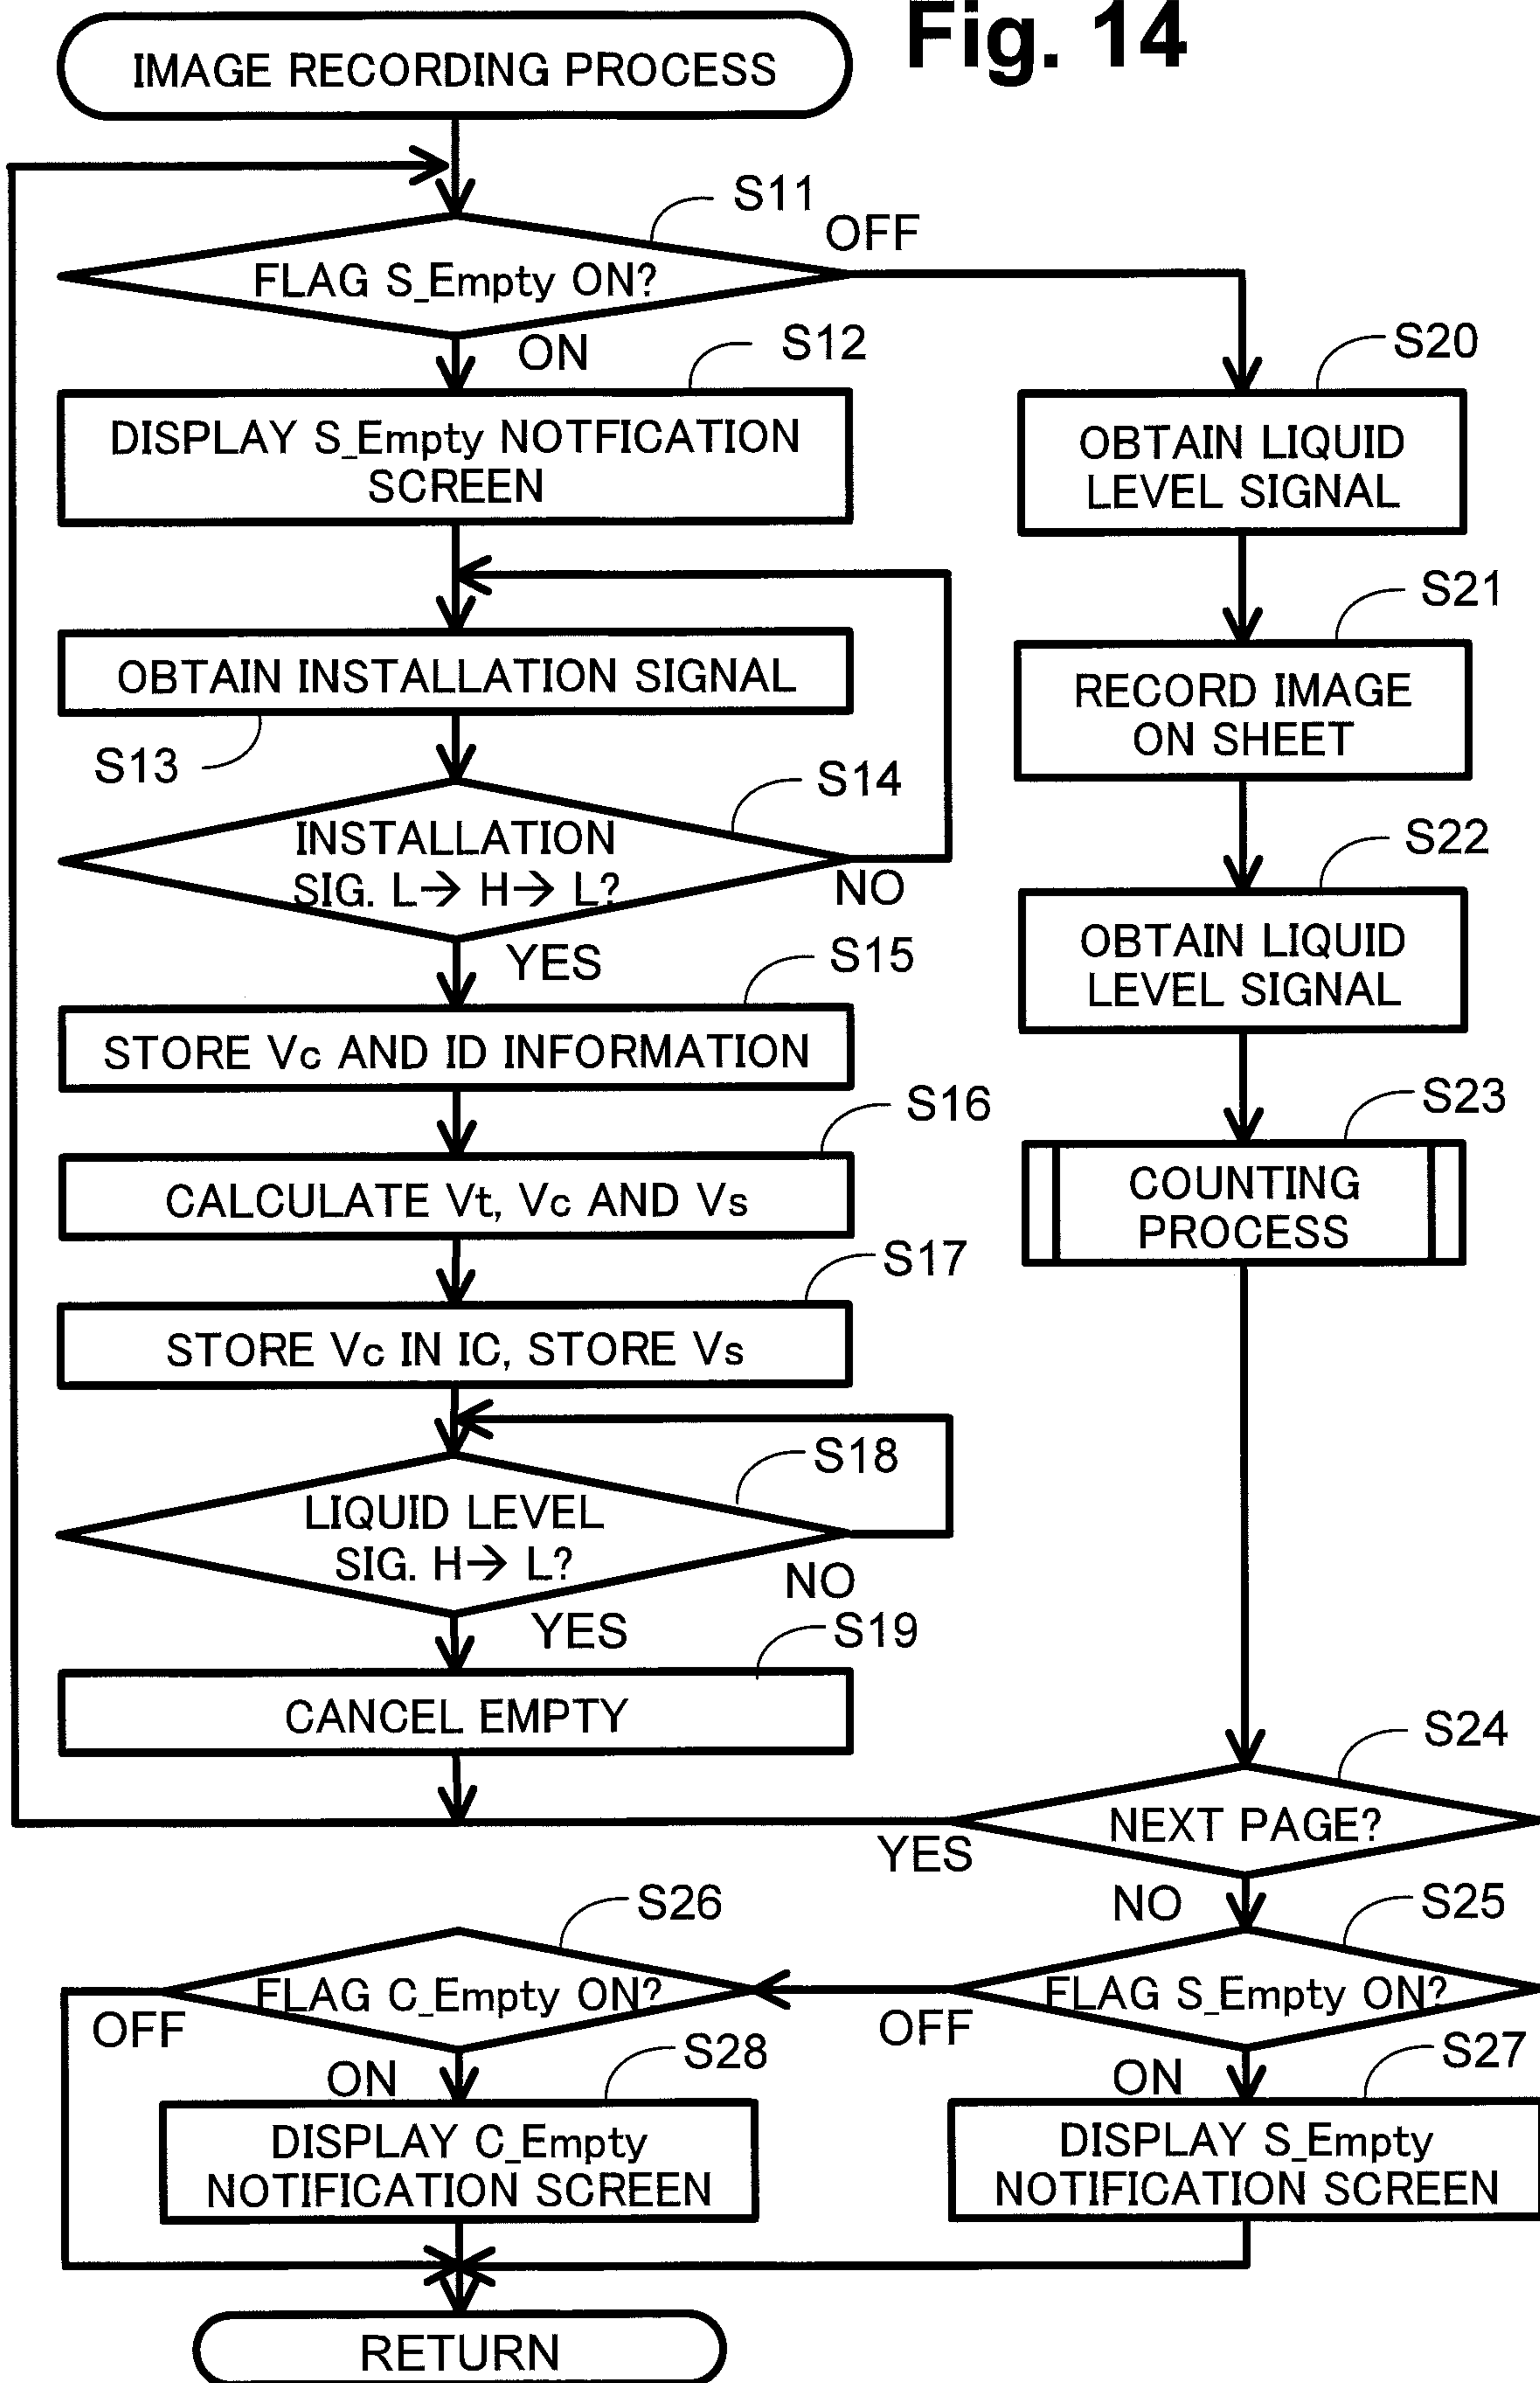 Fig. 14
IMAGE RECORDING PROCESS
S11
FLAG S_Empty ON?
OFF
ON
S12
DISPLAY S_Empty NOTFICATION
SCREEN
OBTAIN INSTALLATION SIGNAL
S13
S14
INSTALLATION
SIG. L→ H→ L?
NO
YES
S15
STORE Vc AND ID INFORMATION
S16
CALCULATE Vt, Vc AND Vs
S17
STORE Vc IN IC, STORE Vs
S18
LIQUID LEVEL
SIG. H→ L?
NO
YES
S19
CANCEL EMPTY
S20
OBTAIN LIQUID
LEVEL SIGNAL
S21
RECORD IMAGE
ON SHEET
S22
OBTAIN LIQUID
LEVEL SIGNAL
S23
COUNTING
PROCESS
S24
NEXT PAGE?
YES
NO
S25
FLAG S_Empty ON?
OFF
ON
S26
FLAG C_Empty ON?
OFF
ON
S28
DISPLAY C_Empty
NOTIFICATION SCREEN
S27
DISPLAY S_Empty
NOTIFICATION SCREEN
RETURN